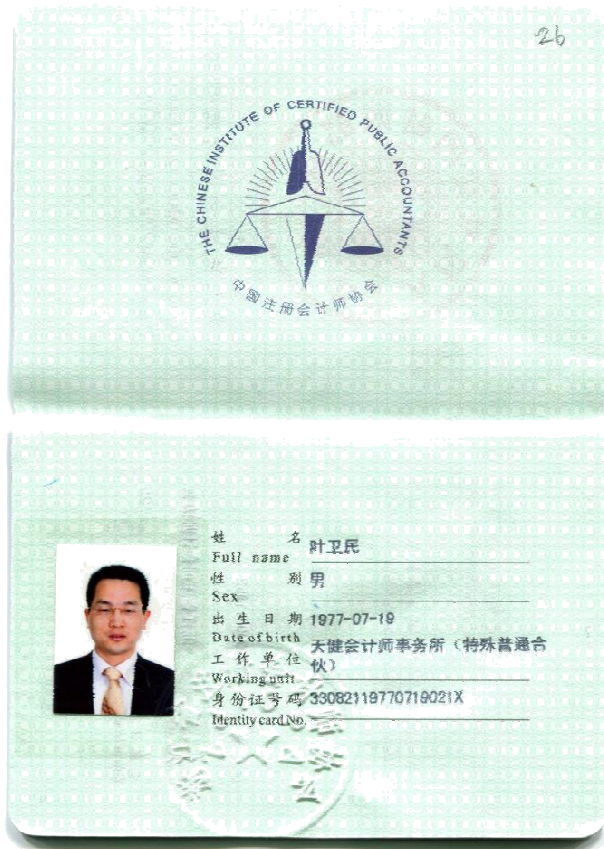 26
THE CHINESE INSTITUTE OF CERTIFIED PUBLIC ACCOUNTANTS
中国注册会计师协会
姓 名 叶卫民
Full name
性 别 男
Sex
出 生 日 期 1977-07-19
Date of birth
工 作 单 位 天健会计师事务所（特殊普通合
伙）
Working unit
身份证号码 33082119770719021X
Identity card No.